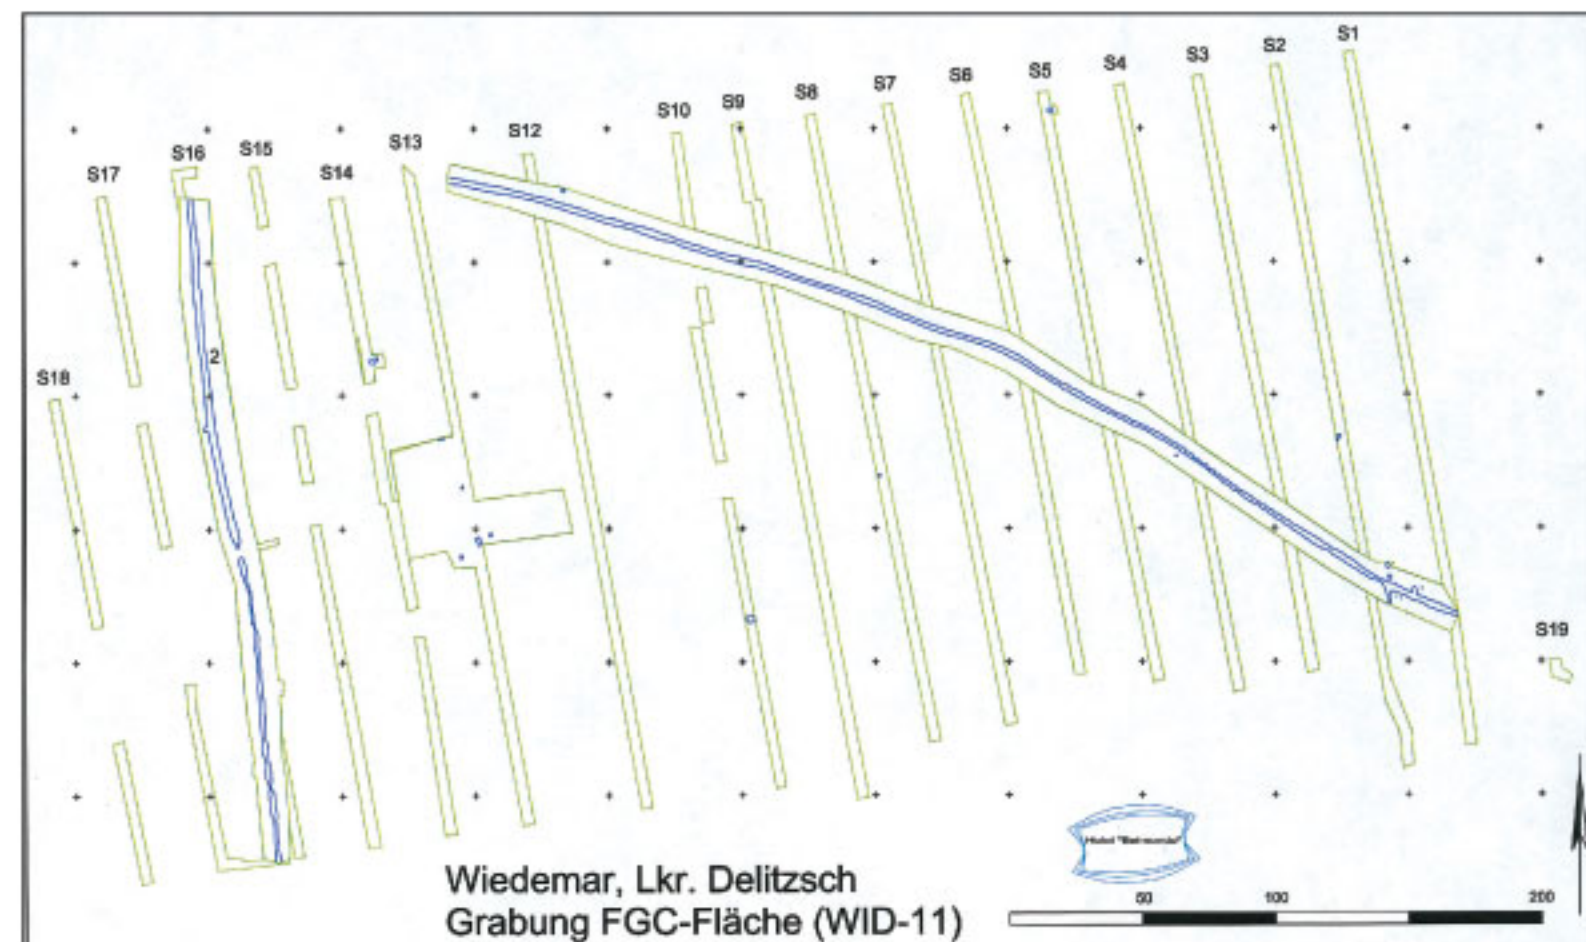 S1
S2
S3
S4
S5
S6
S7
S8
S9
S10
S12
S13
S14
S15
S16
S17
S18
2
S19
Hotel
Wiedemar, Lkr. Delitzsch
Grabung FGC-Fläche (WID-11)
50 100 200